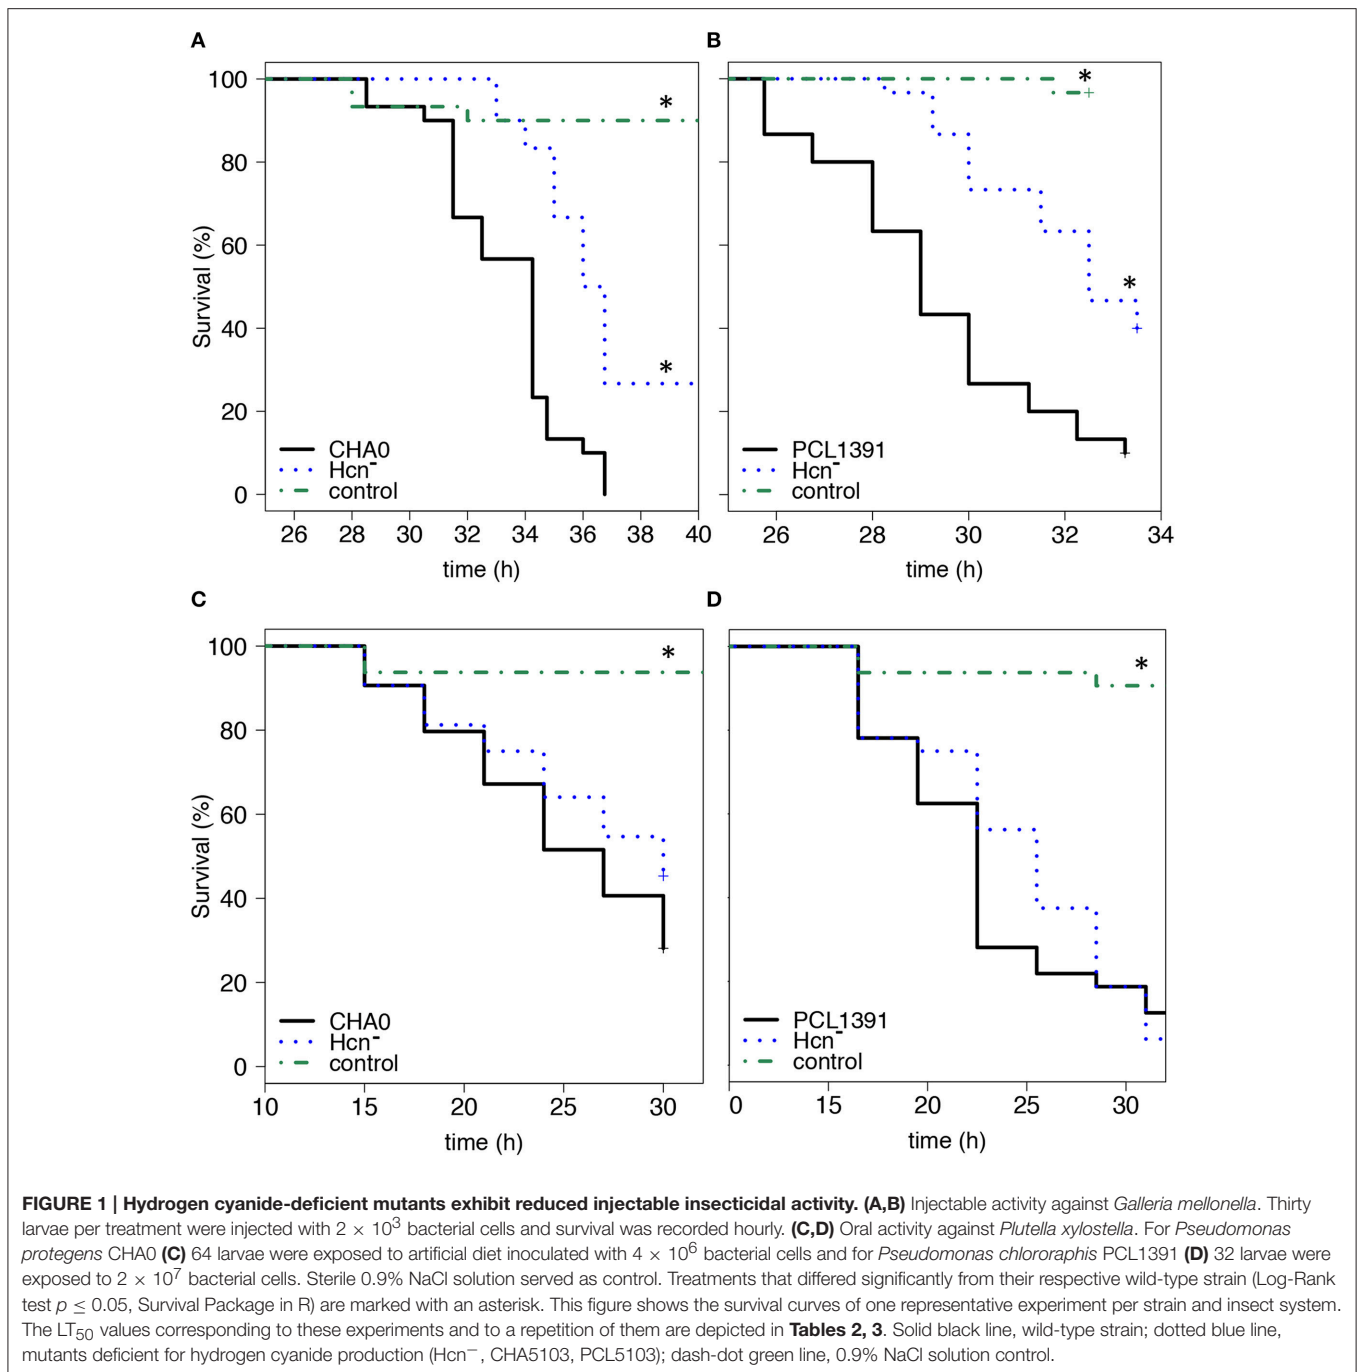 A
B
100
80
60
40
20
0
Survival (%)
*
*
CHA0
Hcn⁻
control
26 28 30 32 34 36 38 40
time (h)
*
*
PCL1391
Hcn⁻
control
26 28 30 32 34
time (h)
C
D
100
80
60
40
20
0
Survival (%)
*
CHA0
Hcn⁻
control
10 15 20 25 30
time (h)
*
PCL1391
Hcn⁻
control
0 15 20 25 30
time (h)
FIGURE 1 | Hydrogen cyanide-deficient mutants exhibit reduced injectable insecticidal activity. (A,B) Injectable activity against Galleria mellonella. Thirty
larvae per treatment were injected with 2 × 10³ bacterial cells and survival was recorded hourly. (C,D) Oral activity against Plutella xylostella. For Pseudomonas
protegens CHA0 (C) 64 larvae were exposed to artificial diet inoculated with 4 × 10⁶ bacterial cells and for Pseudomonas chlororaphis PCL1391 (D) 32 larvae were
exposed to 2 × 10⁷ bacterial cells. Sterile 0.9% NaCl solution served as control. Treatments that differed significantly from their respective wild-type strain (Log-Rank
test p ≤ 0.05, Survival Package in R) are marked with an asterisk. This figure shows the survival curves of one representative experiment per strain and insect system.
The LT₅₀ values corresponding to these experiments and to a repetition of them are depicted in Tables 2, 3. Solid black line, wild-type strain; dotted blue line,
mutants deficient for hydrogen cyanide production (Hcn⁻, CHA5103, PCL5103); dash-dot green line, 0.9% NaCl solution control.